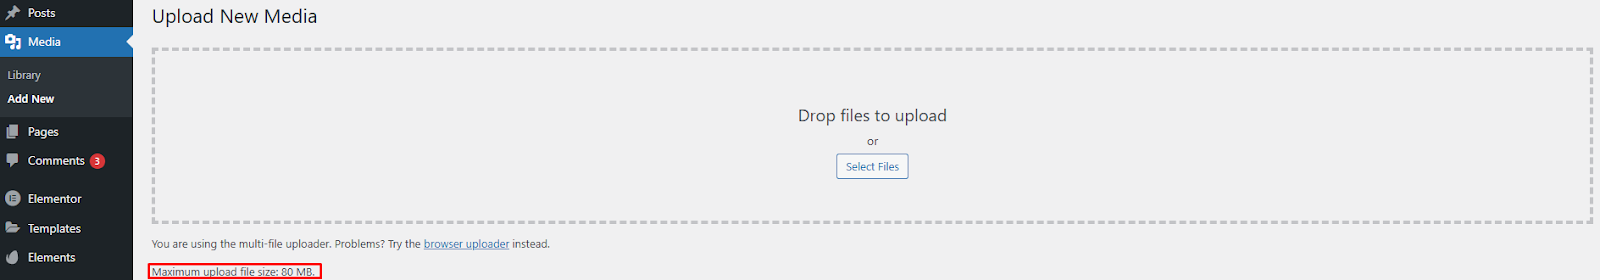 Posts
Media
Library
Add New
Pages
Comments 3
Elementor
Templates
Elements
Upload New Media
Drop files to upload
or
Select Files
You are using the multi-file uploader. Problems? Try the browser uploader instead.
Maximum upload file size: 80 MB.